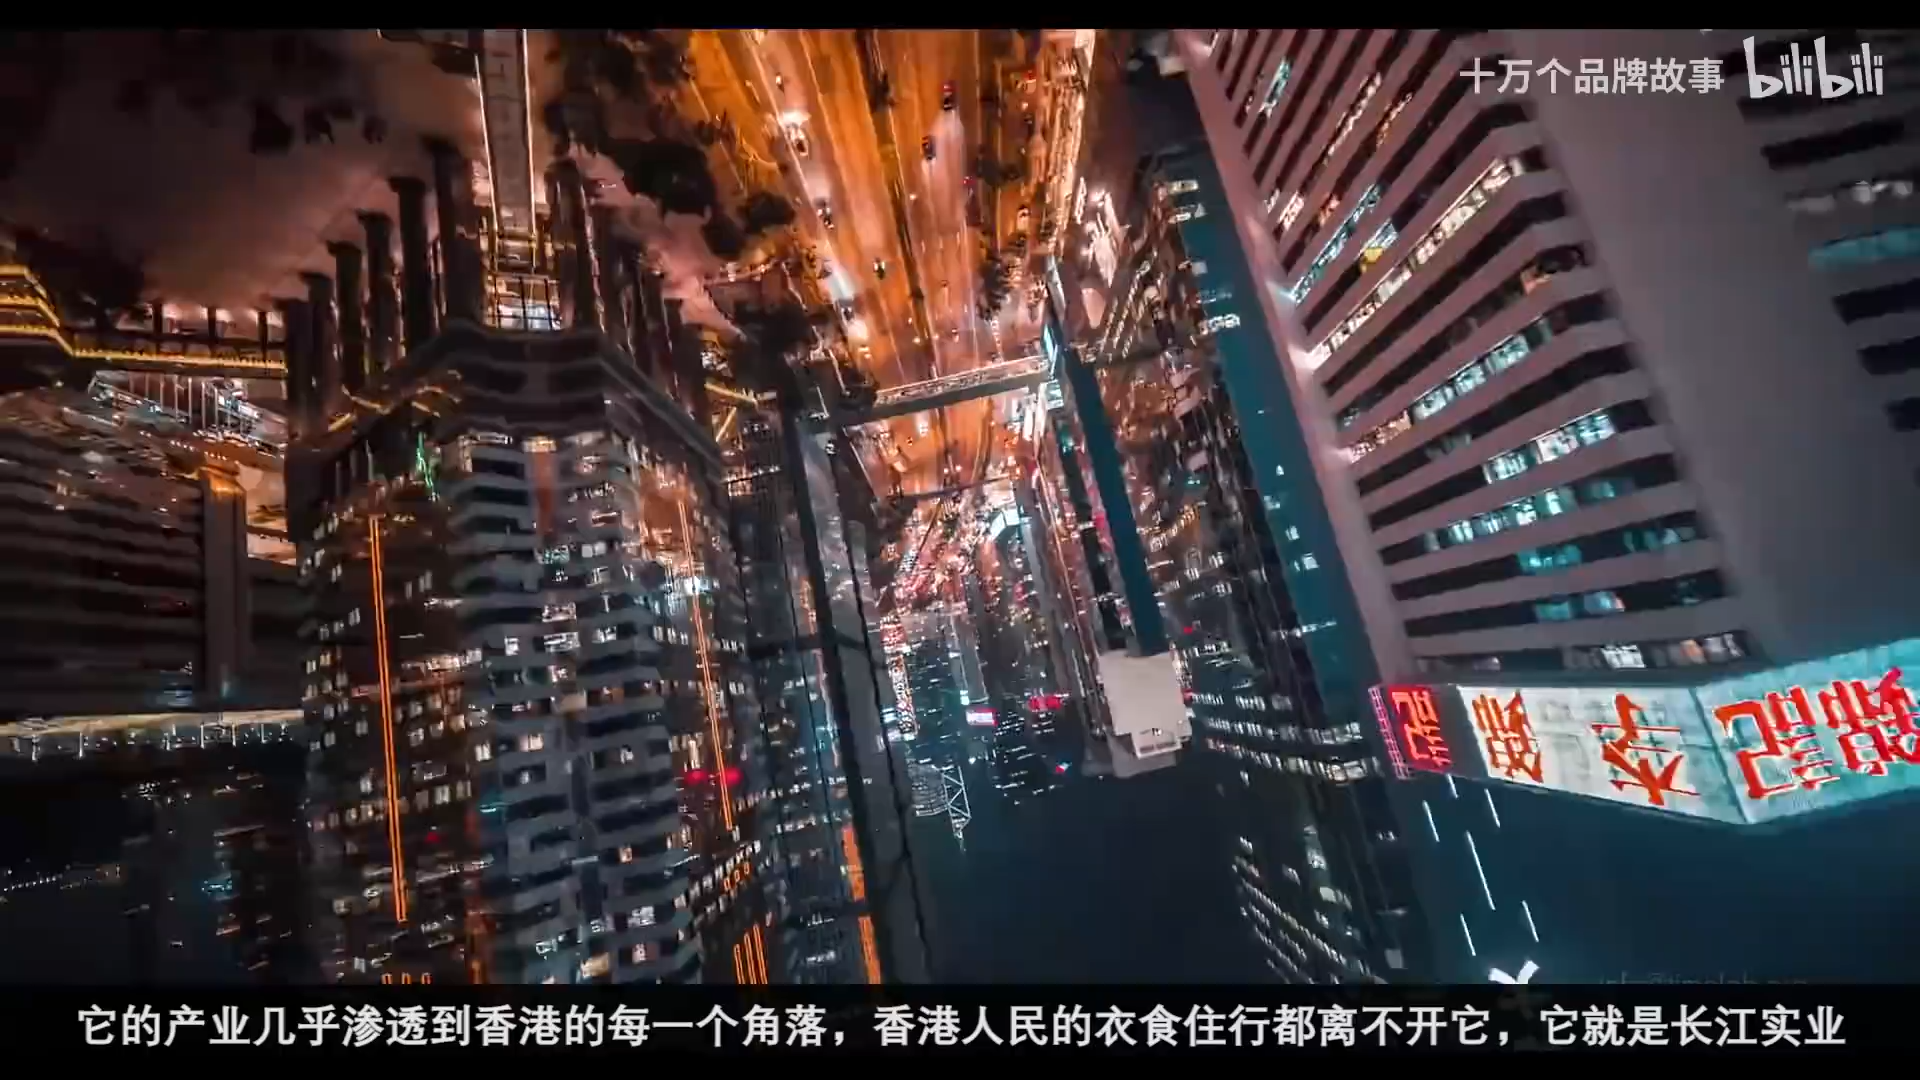 十万个品牌故事 bilibili
它的产业几乎渗透到香港的每一个角落，香港人民的衣食住行都离不开它，它就是长江实业